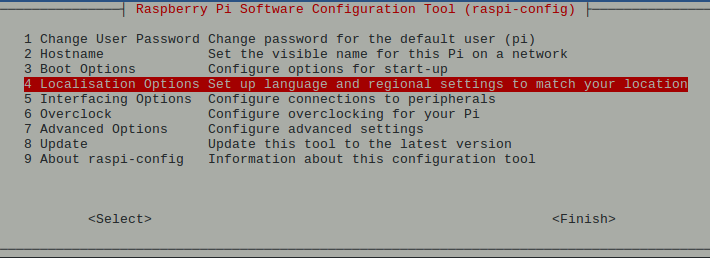 Raspberry Pi Software Configuration Tool (raspi-config)
1 Change User Password Change password for the default user (pi)
2 Hostname Set the visible name for this Pi on a network
3 Boot Options Configure options for start-up
4 Localisation Options Set up language and regional settings to match your location
5 Interfacing Options Configure connections to peripherals
6 Overclock Configure overclocking for your Pi
7 Advanced Options Configure advanced settings
8 Update Update this tool to the latest version
9 About raspi-config Information about this configuration tool
<Select> <Finish>